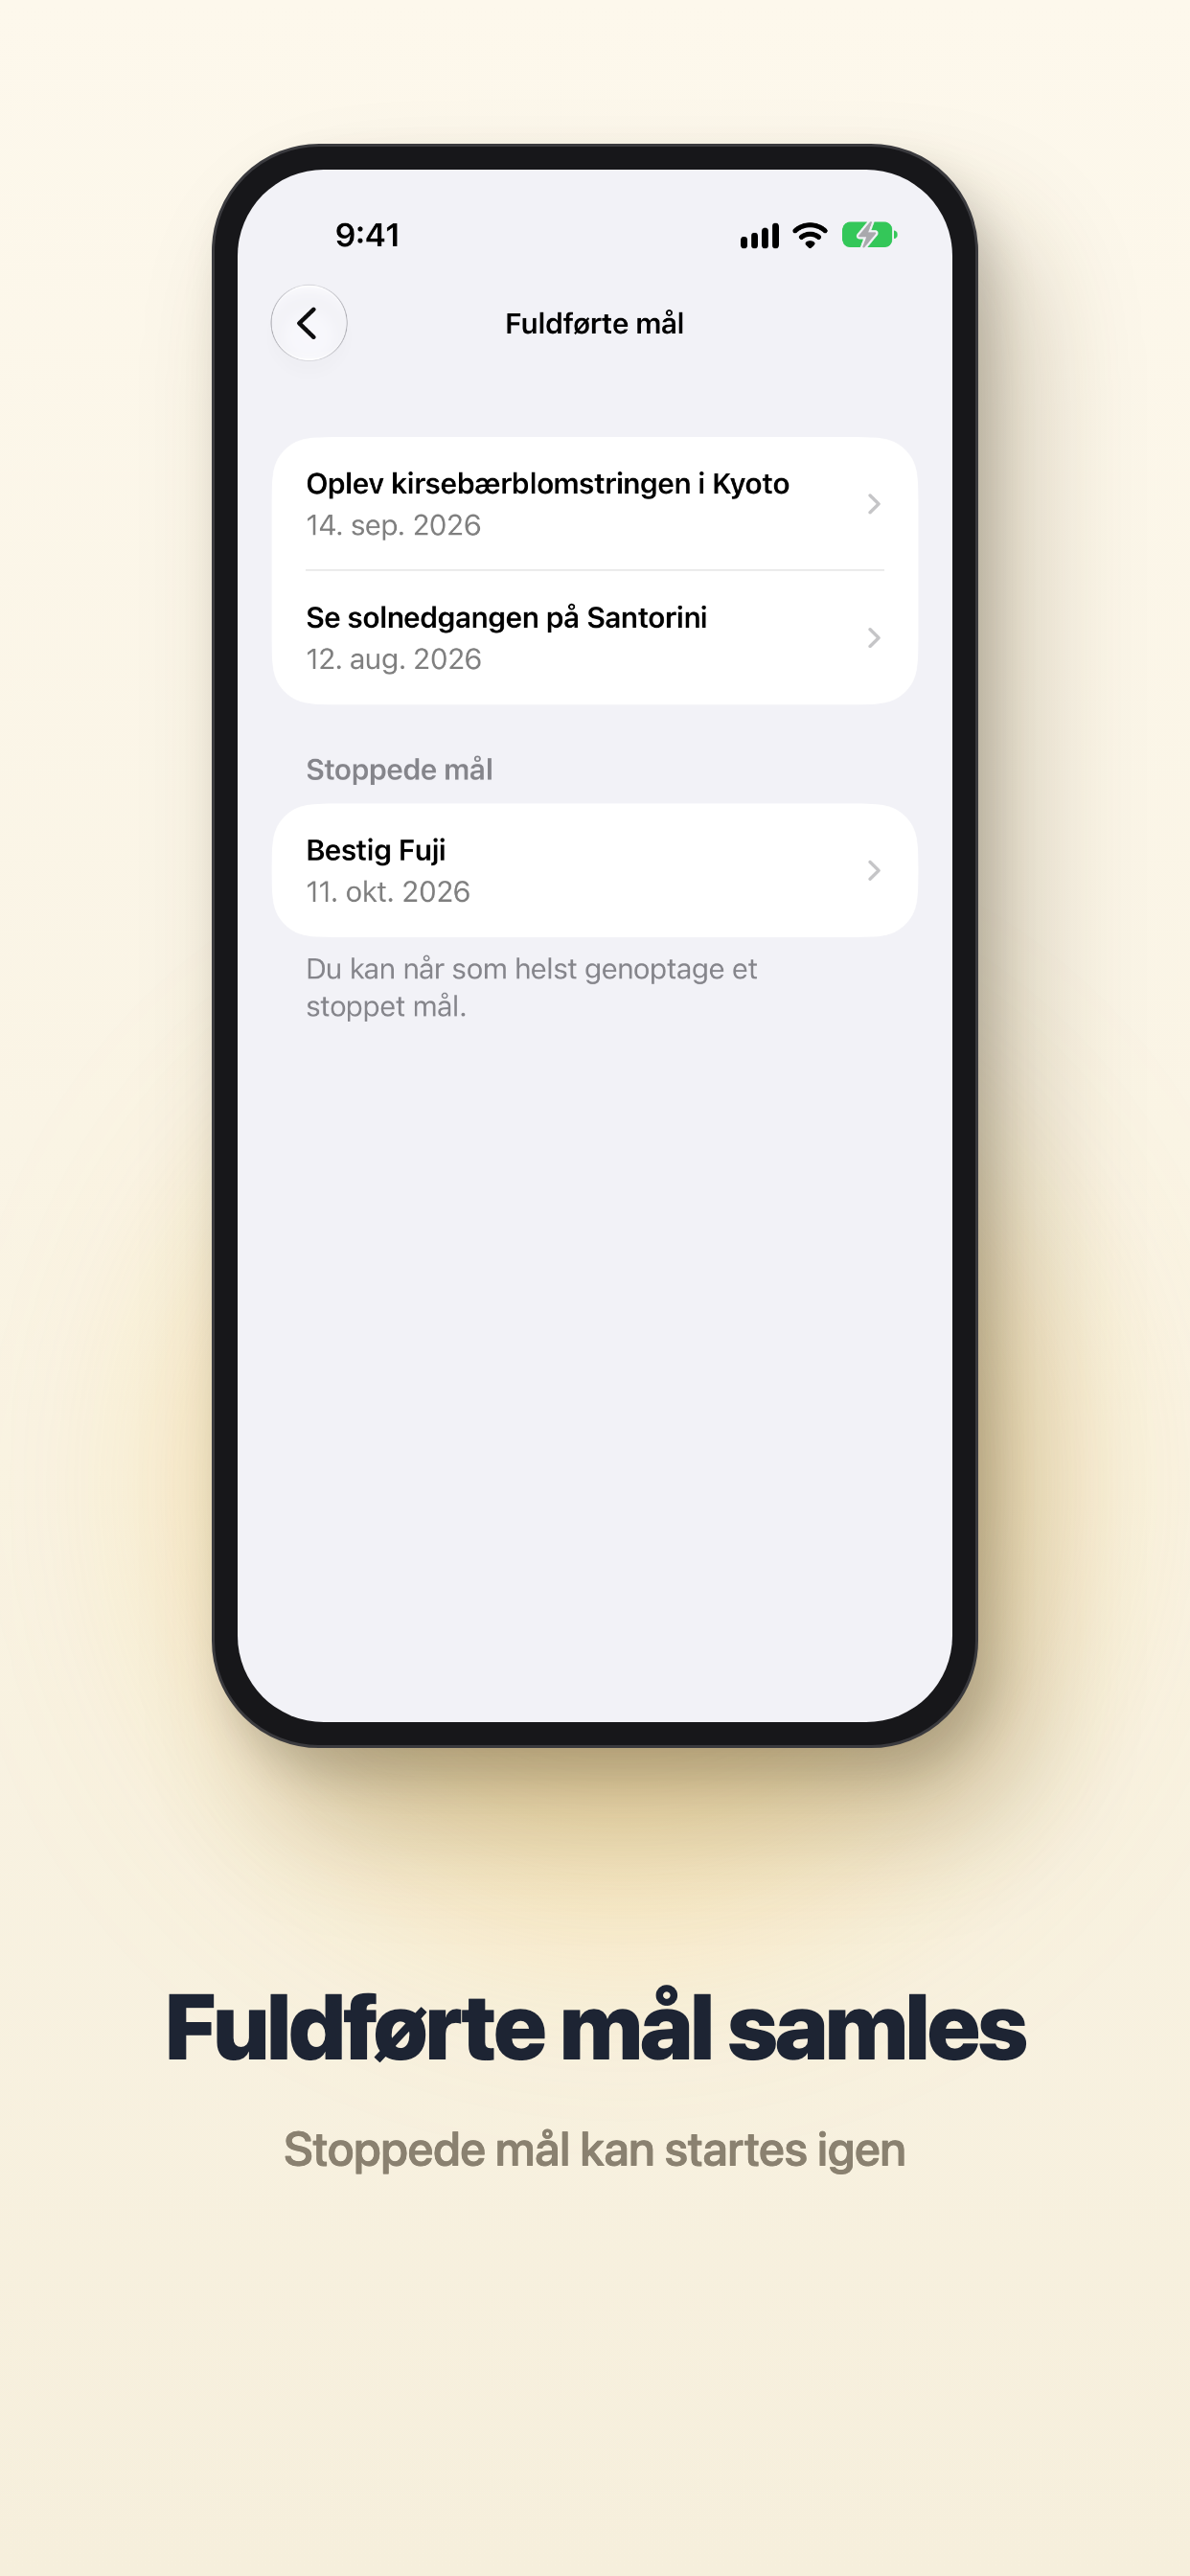 9:41
Fuldførte mål
Oplev kirsebærblomstringen i Kyoto
14. sep. 2026
Se solnedgangen på Santorini
12. aug. 2026
Stoppede mål
Bestig Fuji
11. okt. 2026
Du kan når som helst genoptage et
stoppet mål.
Fuldførte mål samles
Stoppede mål kan startes igen